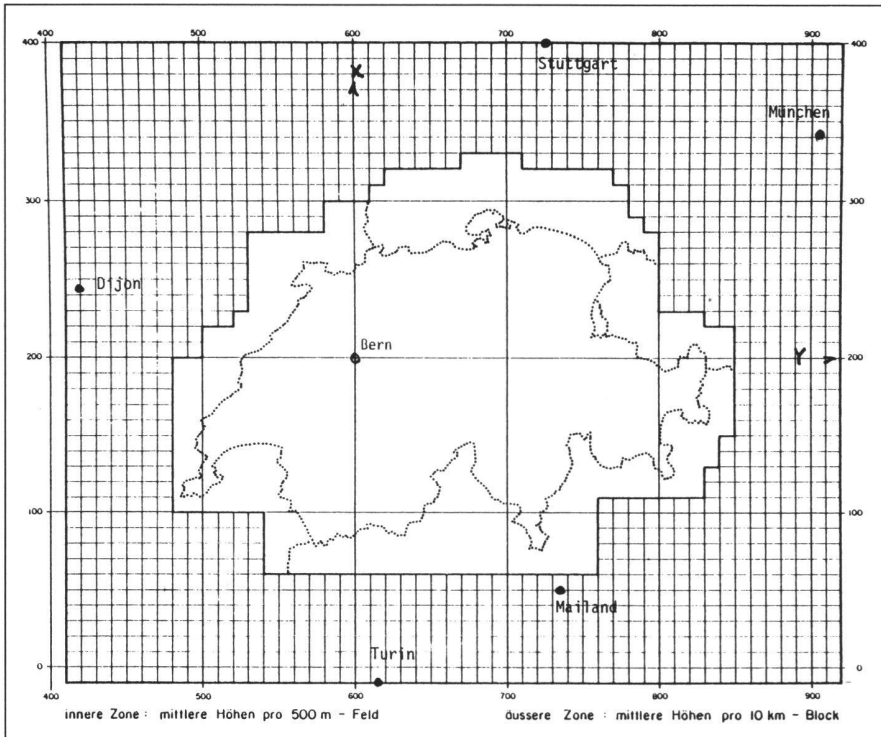 400 500 600 700 800 900
400 400
X
Stuttgart
München
300 300
Dijon
Bern
200 Y 200
100 100
Mailand
Turin
0 0
400 500 600 700 800 900
innere Zone : mittlere Höhen pro 500 m - Feld äussere Zone : mittlere Höhen pro 10 km - Block